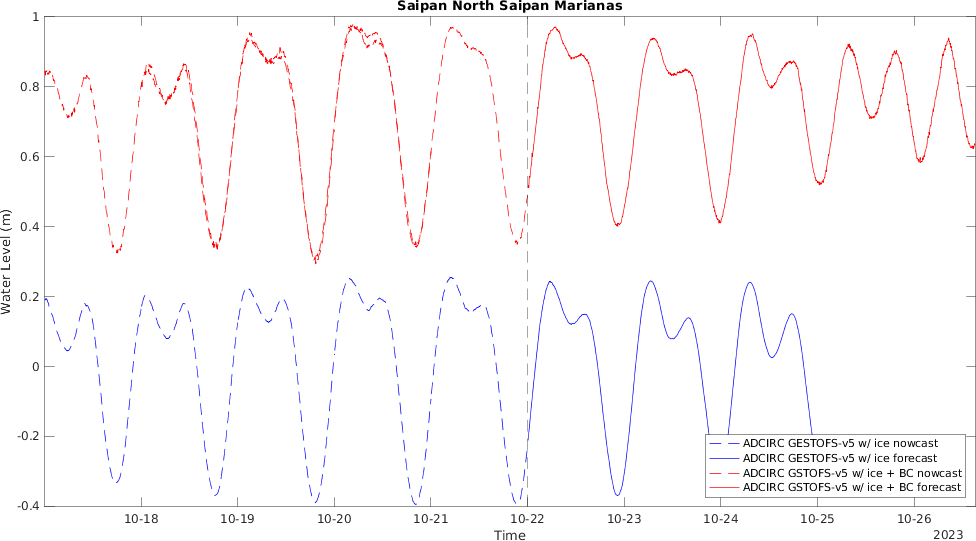 Saipan North Saipan Marianas
1
0.8
0.6
0.4
0.2
0
-0.2
-0.4
Water Level (m)
ADCIRC GESTOFS-v5 w/ ice nowcast
ADCIRC GESTOFS-v5 w/ ice forecast
ADCIRC GSTOFS-v5 w/ ice + BC nowcast
ADCIRC GSTOFS-v5 w/ ice + BC forecast
10-18 10-19 10-20 10-21 10-22 10-23 10-24 10-25 10-26
Time
2023